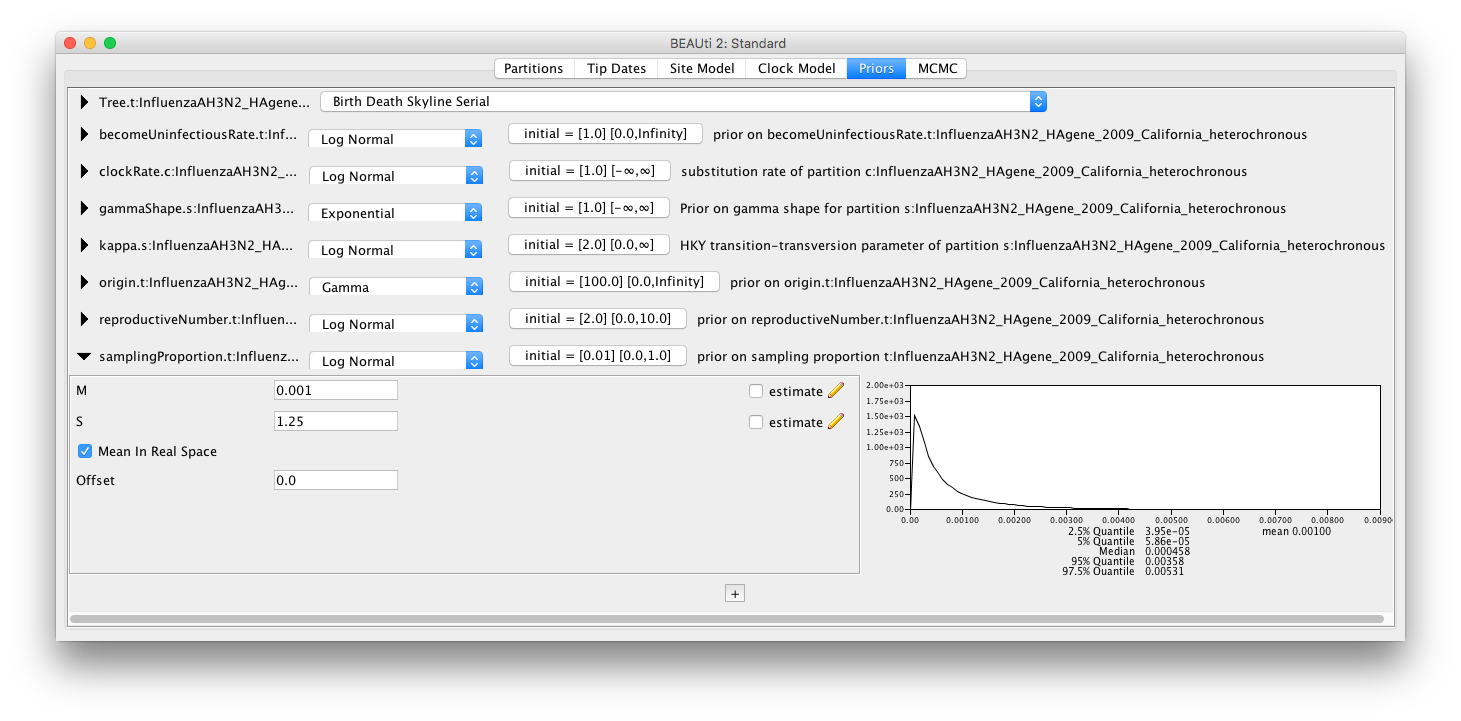 BEAUti 2: Standard
Partitions Tip Dates Site Model Clock Model Priors MCMC
Tree.t:InfluenzaAH3N2_HAgene... Birth Death Skyline Serial
becomeUninfectiousRate.t:Inf... Log Normal initial = [1.0] [0.0,Infinity] prior on becomeUninfectiousRate.t:InfluenzaAH3N2_HAgene_2009_California_heterochronous
clockRate.c:InfluenzaAH3N2_... Log Normal initial = [1.0] [-∞,∞] substitution rate of partition c:InfluenzaAH3N2_HAgene_2009_California_heterochronous
gammaShape.s:InfluenzaAH3... Exponential initial = [1.0] [-∞,∞] Prior on gamma shape for partition s:InfluenzaAH3N2_HAgene_2009_California_heterochronous
kappa.s:InfluenzaAH3N2_HA... Log Normal initial = [2.0] [0.0,∞] HKY transition-transversion parameter of partition s:InfluenzaAH3N2_HAgene_2009_California_heterochronous
origin.t:InfluenzaAH3N2_HAg... Gamma initial = [100.0] [0.0,Infinity] prior on origin.t:InfluenzaAH3N2_HAgene_2009_California_heterochronous
reproductiveNumber.t:Influen... Log Normal initial = [2.0] [0.0,10.0] prior on reproductiveNumber.t:InfluenzaAH3N2_HAgene_2009_California_heterochronous
samplingProportion.t:Influenz... Log Normal initial = [0.01] [0.0,1.0] prior on sampling proportion t:InfluenzaAH3N2_HAgene_2009_California_heterochronous
M 0.001 estimate
S 1.25 estimate
Mean In Real Space
Offset 0.0
2.00e+03
1.75e+03
1.50e+03
1.25e+03
1.00e+03
750
500
250
0.00
0.00 0.00100 0.00200 0.00300 0.00400 0.00500 0.00600 0.00700 0.00800 0.0090
2.5% Quantile 3.95e-05 mean 0.00100
5% Quantile 5.86e-05
Median 0.000458
95% Quantile 0.00358
97.5% Quantile 0.00531
+